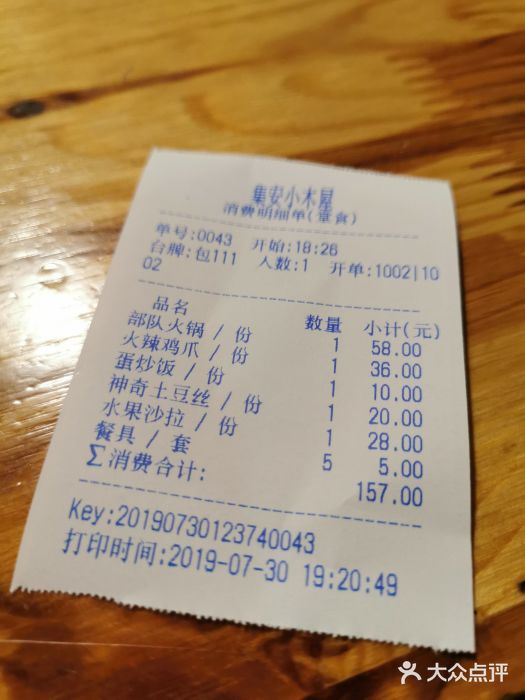 集安小木屋
消费明细单(堂食)
单号:0043 开始:18:26
台牌:包111 人数:1 开单:1002|10
02
品名 数量 小计(元)
部队火锅 / 份 1 58.00
火辣鸡爪 / 份 1 36.00
蛋炒饭 / 份 1 10.00
神奇土豆丝 / 份 1 20.00
水果沙拉 / 份 1 28.00
餐具 / 套 5 5.00
∑消费合计: 157.00
Key:20190730123740043
打印时间:2019-07-30 19:20:49
大众点评